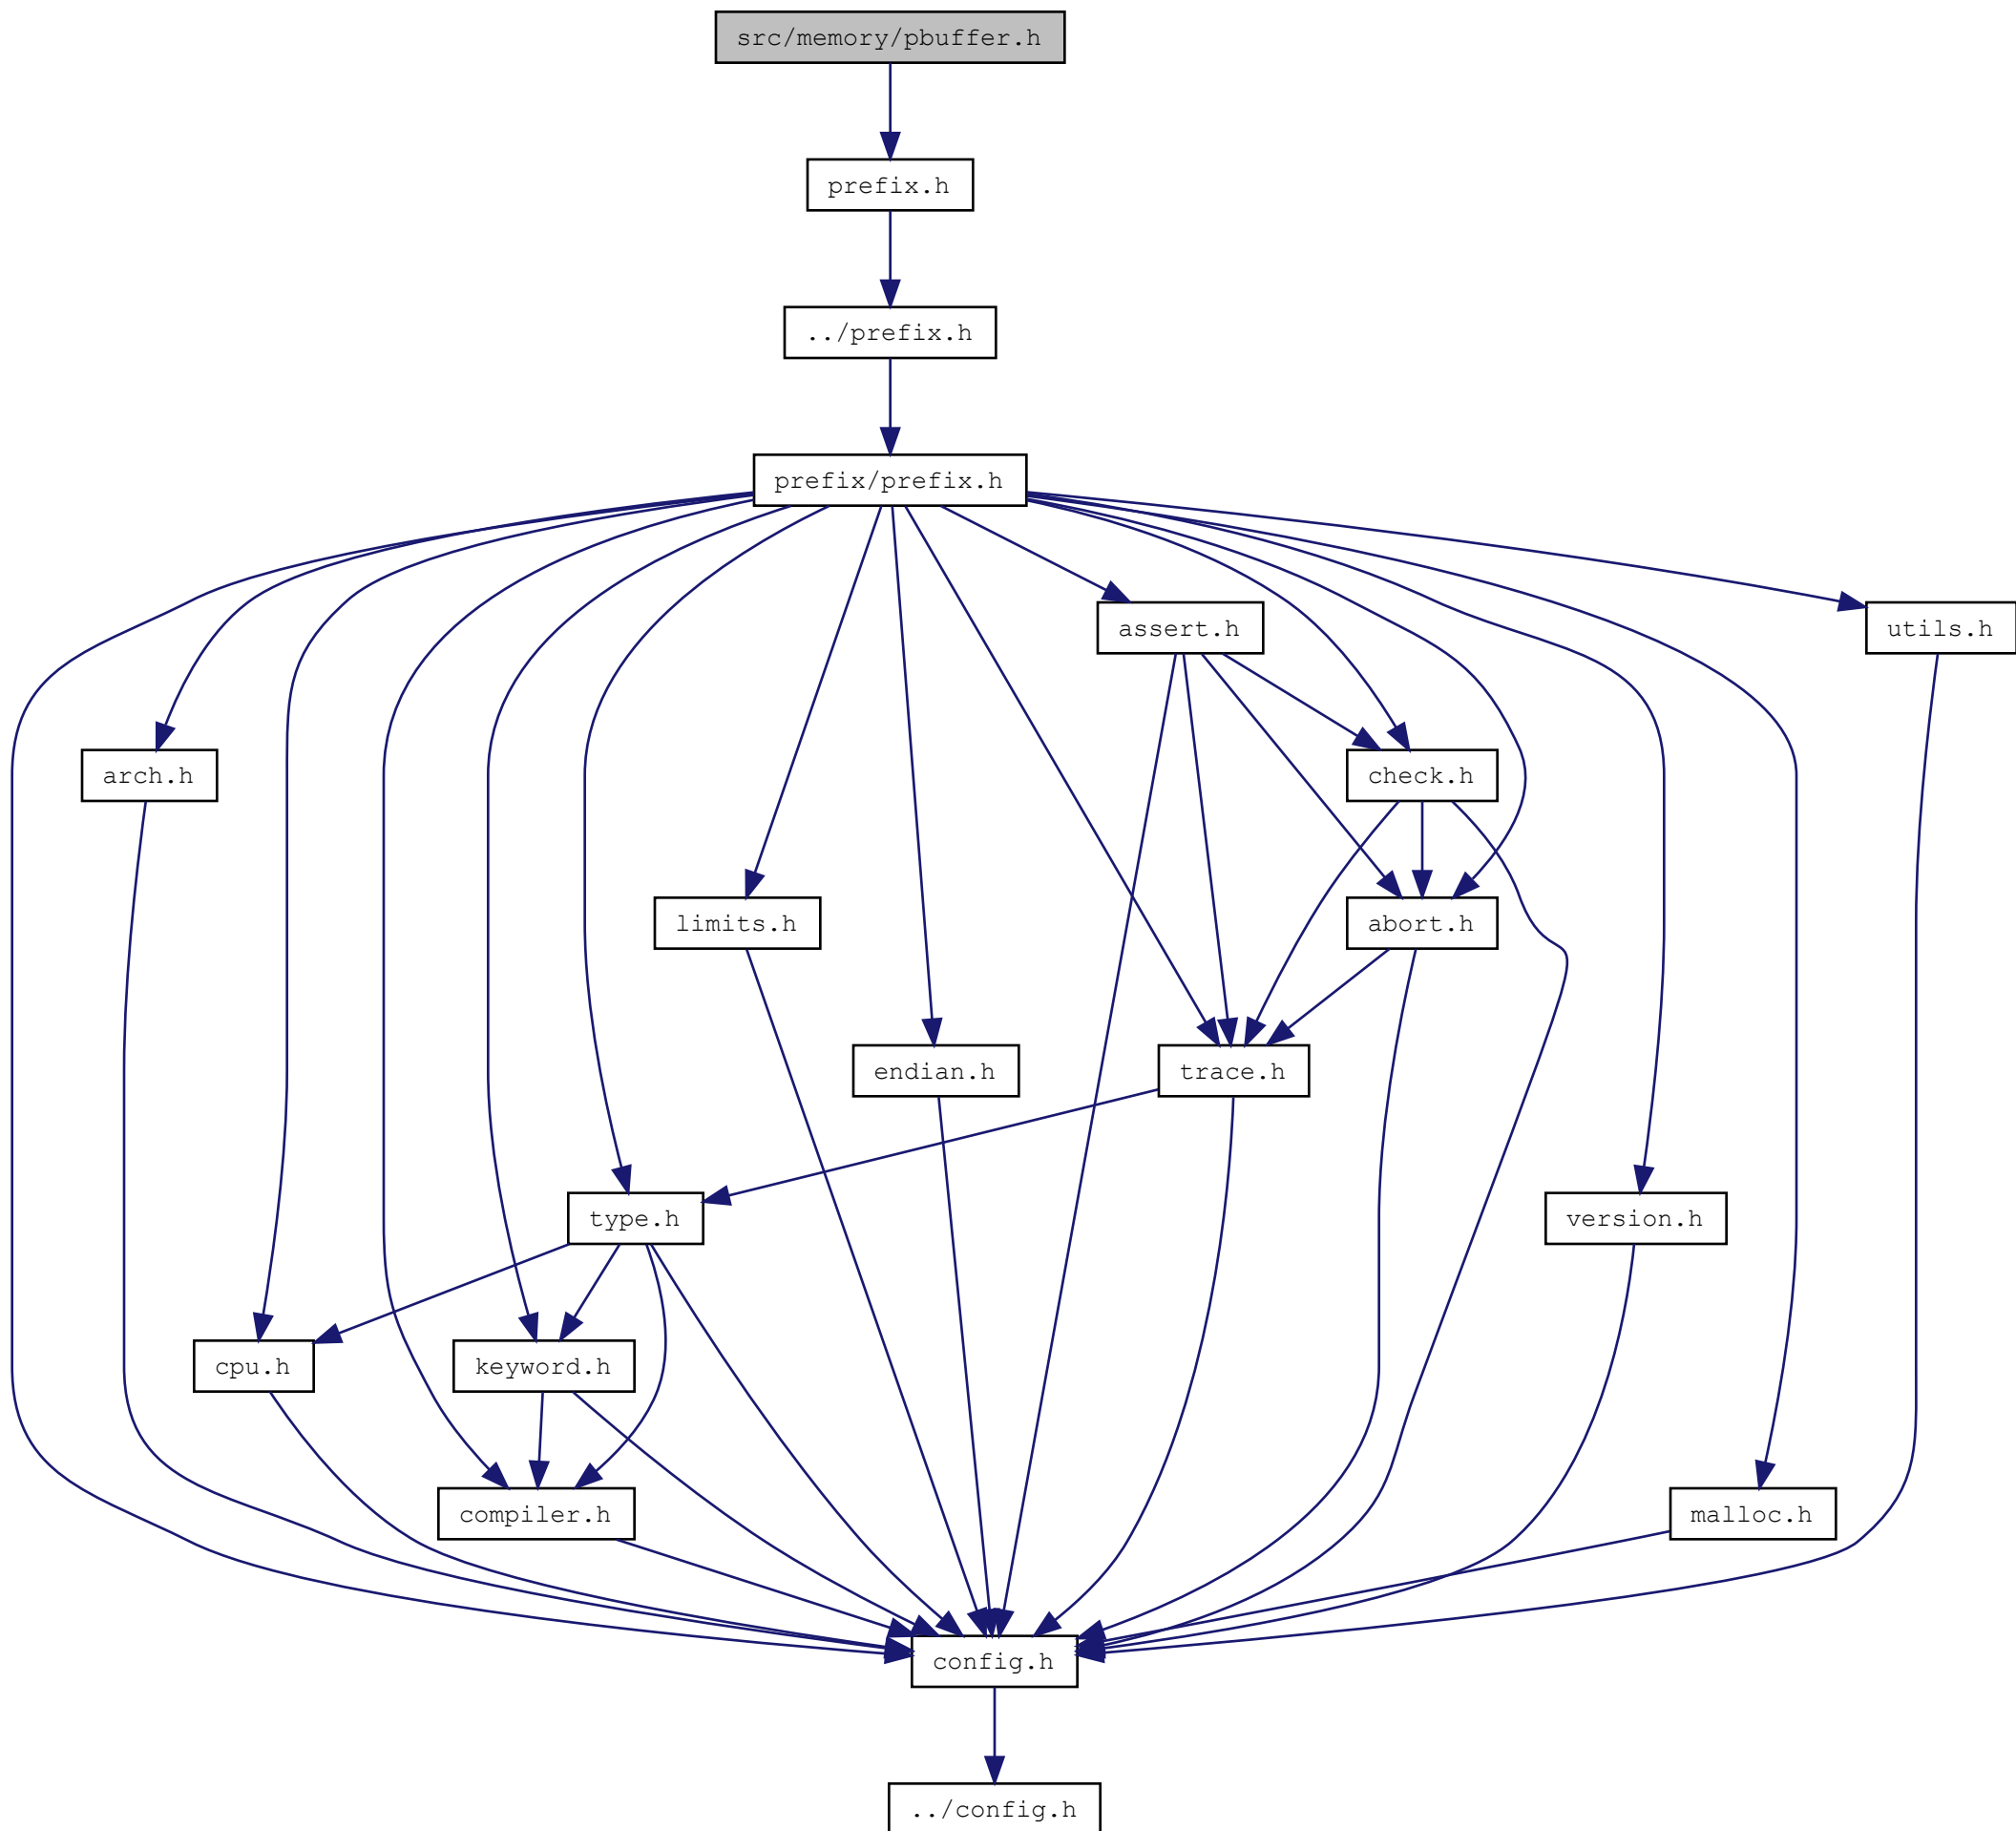 src/memory/pbuffer.h
prefix.h
../prefix.h
prefix/prefix.h
assert.h
utils.h
arch.h
check.h
limits.h
abort.h
endian.h
trace.h
type.h
version.h
cpu.h
keyword.h
compiler.h
malloc.h
config.h
../config.h